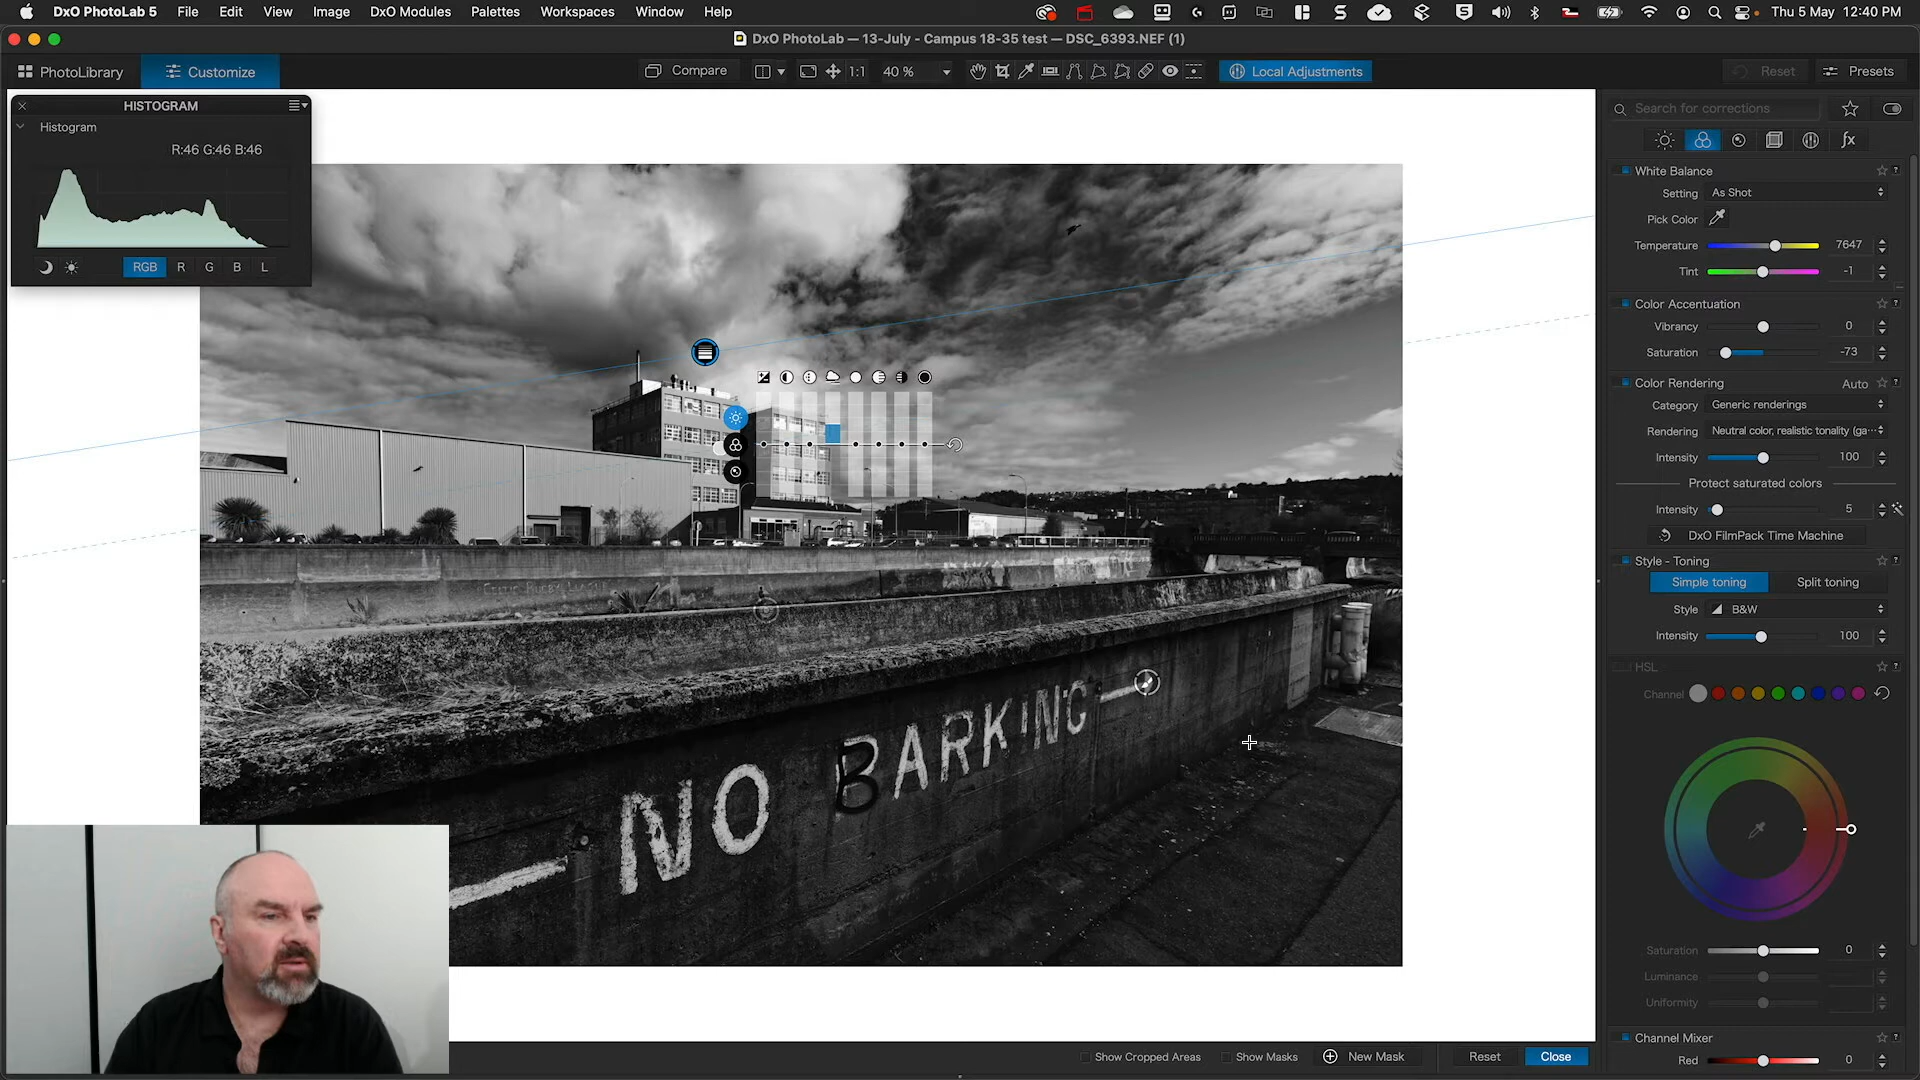 DxO PhotoLab 5 File Edit View Image DxO Modules Palettes Workspaces Window Help Thu 5 May 12:40 PM
DxO PhotoLab — 13-July - Campus 18-35 test — DSC_6393.NEF (1)
PhotoLibrary Customize Compare 1:1 40 % Local Adjustments Reset Presets
HISTOGRAM
Histogram
R:46 G:46 B:46
RGB R G B L
NO BARKING
Search for corrections
fx
White Balance
Setting As Shot
Pick Color
Temperature 7647
Tint -1
Color Accentuation
Vibrancy 0
Saturation -73
Color Rendering Auto
Category Generic renderings
Rendering Neutral color, realistic tonality (ga···
Intensity 100
Protect saturated colors
Intensity 5
DxO FilmPack Time Machine
Style - Toning
Simple toning Split toning
Style B&W
Intensity 100
HSL
Channel
Saturation 0
Luminance
Uniformity
Channel Mixer
Red 0
Show Cropped Areas Show Masks New Mask Reset Close